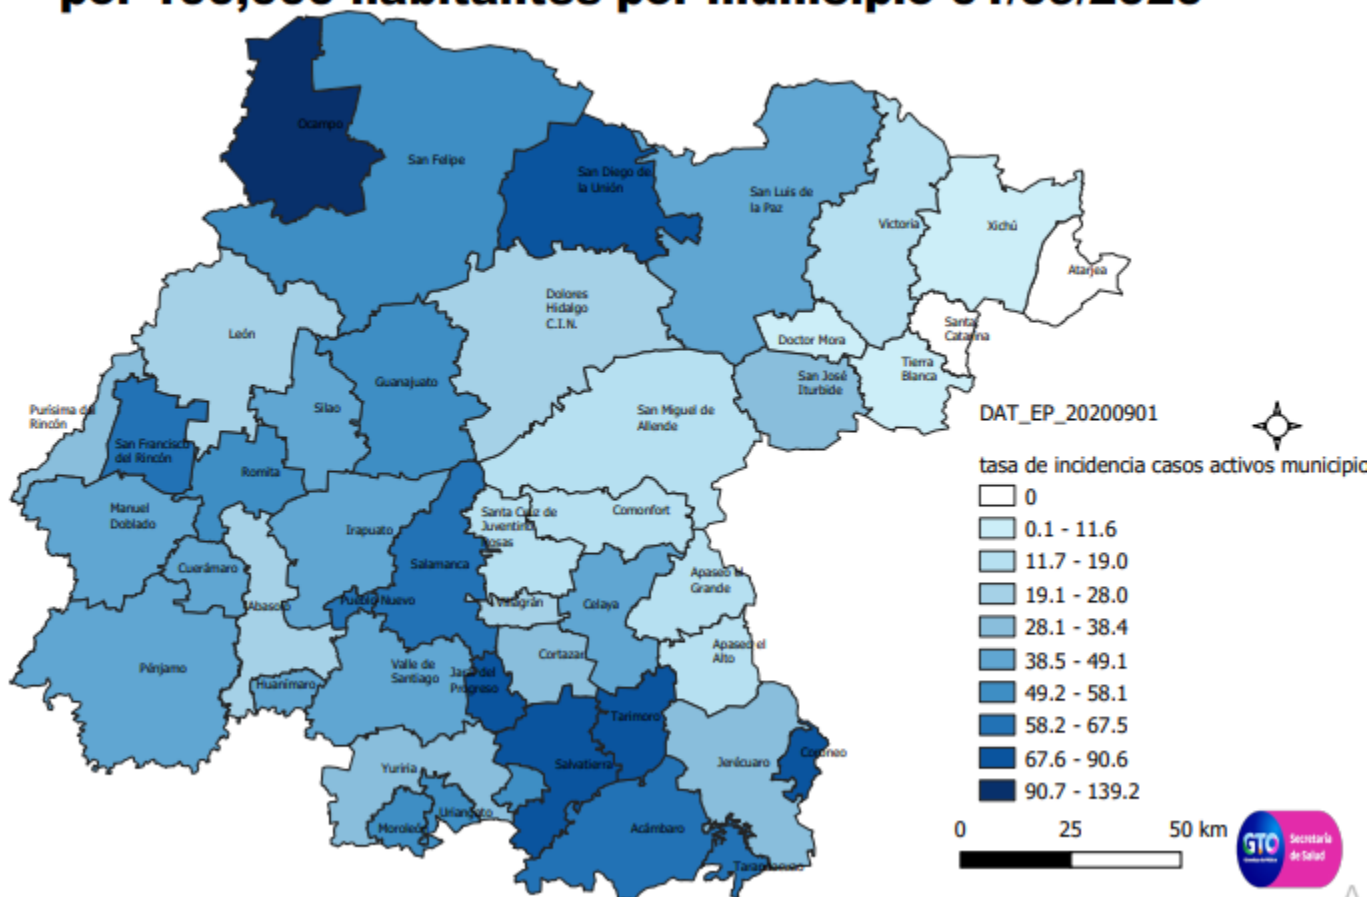 por 100,000 habitantes por municipio 01/09/2020
Ocampo
San Felipe
San Diego de
la Unión
San Luis de
la Paz
Victoria
Xichú
Atarjea
Dolores
Hidalgo
C.I.N.
León
Santa
Catarina
Doctor Mora
Tierra
Blanca
San José
Iturbide
Guanajuato
Silao
Purísima del
Rincón
San Miguel de
Allende
San Francisco
del Rincón
Romita
Manuel
Doblado
Irapuato
Santa Cruz de
Juventino
Rosas
Comonfort
Cuerámaro
Salamanca
Apaseo el
Grande
Abasolo
Pueblo Nuevo
Villagrán
Celaya
Apaseo el
Alto
Pénjamo
Valle de
Santiago
Jaral del
Progreso
Cortazar
Huanímaro
Tarimoro
Yuriria
Salvatierra
Jerécuaro
Coroneo
Moroleón
Uriangato
Acámbaro
Tarandacuao
DAT_EP_20200901
tasa de incidencia casos activos municipio
0
0.1 - 11.6
11.7 - 19.0
19.1 - 28.0
28.1 - 38.4
38.5 - 49.1
49.2 - 58.1
58.2 - 67.5
67.6 - 90.6
90.7 - 139.2
0 25 50 km
GTO
Secretaría
de Salud